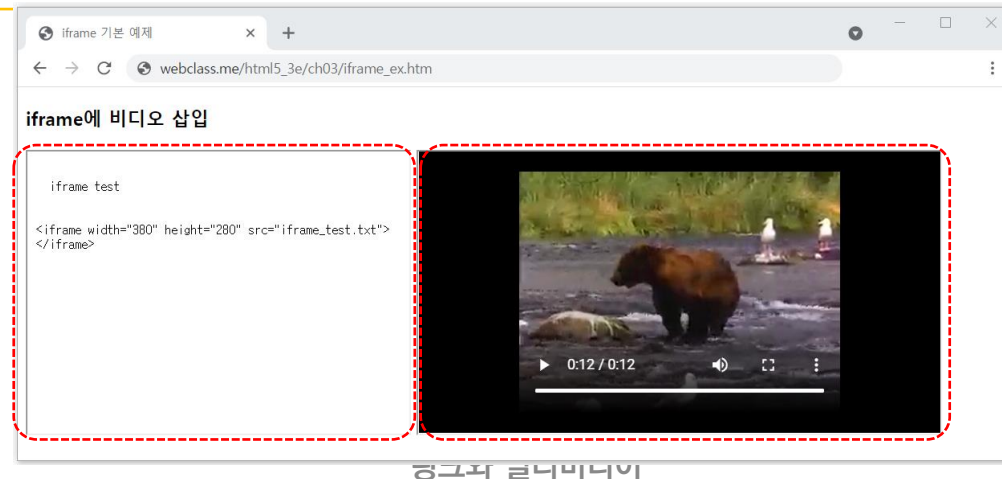 iframe 기본 예제
webclass.me/html5_3e/ch03/iframe_ex.htm
iframe에 비디오 삽입
iframe test
<iframe width="380" height="280" src="iframe_test.txt">
</iframe>
0:12 / 0:12